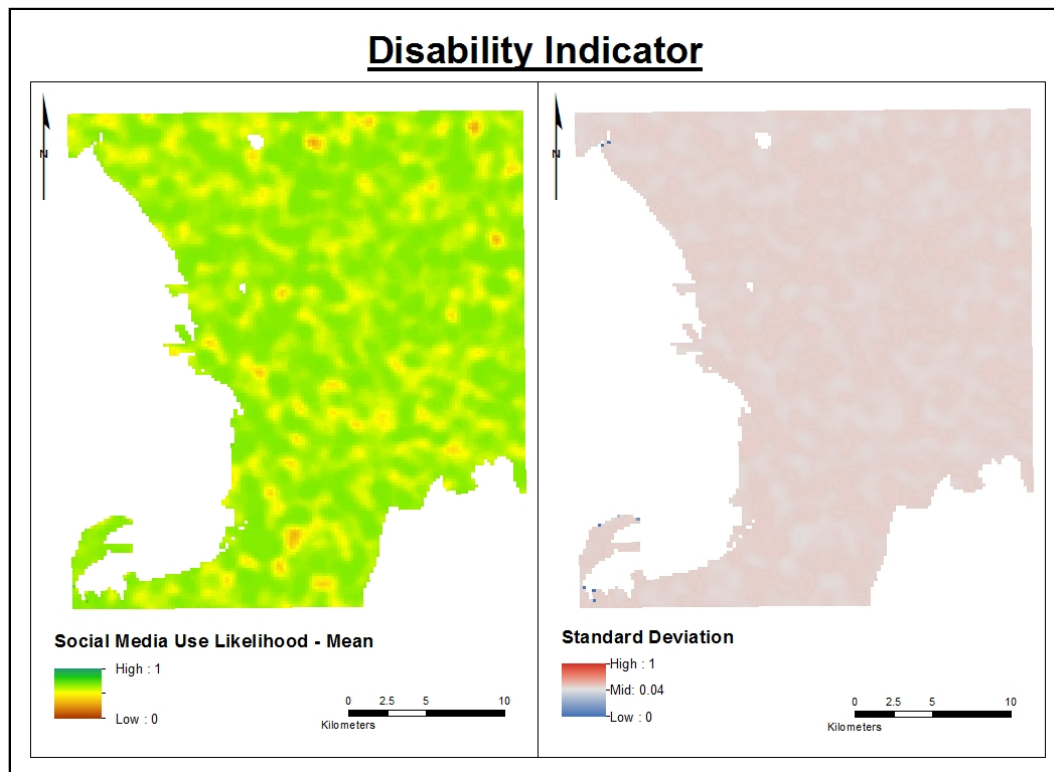 Disability Indicator
N
N
Social Media Use Likelihood - Mean
High : 1
Low : 0
0 2.5 5 10
Kilometers
Standard Deviation
High : 1
Mid: 0.04
Low : 0
0 2.5 5 10
Kilometers